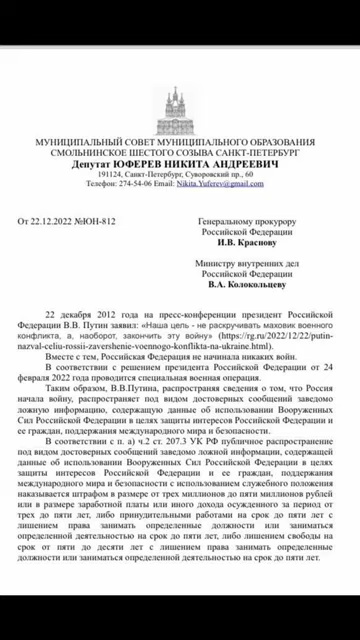 МУНИЦИПАЛЬНЫЙ СОВЕТ МУНИЦИПАЛЬНОГО ОБРАЗОВАНИЯ
СМОЛЬНИНСКОЕ ШЕСТОГО СОЗЫВА САНКТ-ПЕТЕРБУРГ
Депутат ЮФЕРЕВ НИКИТА АНДРЕЕВИЧ
191124, Санкт-Петербург, Суворовский пр., 60
Телефон: 274-54-06 Email: Nikita.Yuferev@gmail.com
От 22.12.2022 №ЮН-812
Генеральному прокурору
Российской Федерации
И.В. Краснову
Министру внутренних дел
Российской Федерации
В.А. Колокольцеву
22 декабря 2012 года на пресс-конференции президент Российской
Федерации В.В. Путин заявил: «Наша цель - не раскручивать маховик военного
конфликта, а, наоборот, закончить эту войну» (https://rg.ru/2022/12/22/putin-
nazval-celiu-rossii-zavershenie-voennogo-konflikta-na-ukraine.html).
Вместе с тем, Российская Федерация не начинала никаких войн.
В соответствии с решением президента Российской Федерации от 24
февраля 2022 года проводится специальная военная операция.
Таким образом, В.В.Путина, распространяя сведения о том, что Россия
начала войну, распространяет под видом достоверных сообщений заведомо
ложную информацию, содержащую данные об использовании Вооруженных
Сил Российской Федерации в целях защиты интересов Российской Федерации и
ее граждан, поддержания международного мира и безопасности.
В соответствии с п. а) ч.2 ст. 207.3 УК РФ публичное распространение
под видом достоверных сообщений заведомо ложной информации, содержащей
данные об использовании Вооруженных Сил Российской Федерации в целях
защиты интересов Российской Федерации и ее граждан, поддержания
международного мира и безопасности с использованием служебного положения
наказывается штрафом в размере от трех миллионов до пяти миллионов рублей
или в размере заработной платы или иного дохода осужденного за период от
трех до пяти лет, либо принудительными работами на срок до пяти лет с
лишением права занимать определенные должности или заниматься
определенной деятельностью на срок до пяти лет, либо лишением свободы на
срок от пяти до десяти лет с лишением права занимать определенные
должности или заниматься определенной деятельностью на срок до пяти лет.